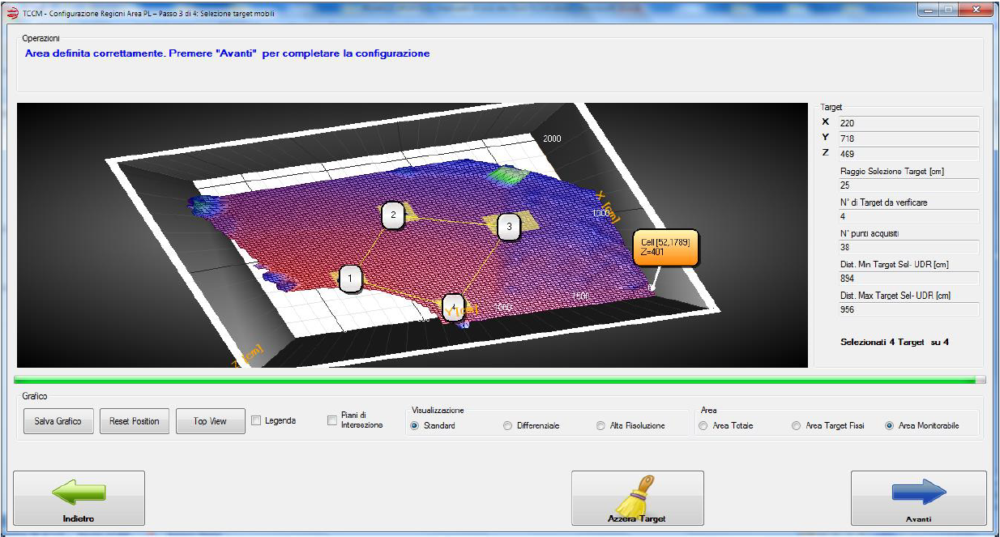 TCCM - Configurazione Regioni Area PL – Passo 3 di 4: Selezione target mobili
Operazioni
Area definita correttamente. Premere "Avanti" per completare la configurazione
2000
X [cm]
1000
2
3
Cell [52,1789]
Z=401
1
4
Y [cm]
1500
Z [cm]
Target
X 220
Y 718
Z 469
Raggio Selezione Target [cm]
25
N° di Target da verificare
4
N° punti acquisiti
38
Dist. Min Target Sel- UDR [cm]
894
Dist. Max Target Sel- UDR [cm]
956
Selezionati 4 Target su 4
Grafico
Salva Grafico
Reset Position
Top View
Legenda
Piani di
Intersezione
Visualizzazione
Standard
Differenziale
Alta Risoluzione
Area
Area Totale
Area Target Fissi
Area Monitorabile
Indietro
Azzera Target
Avanti